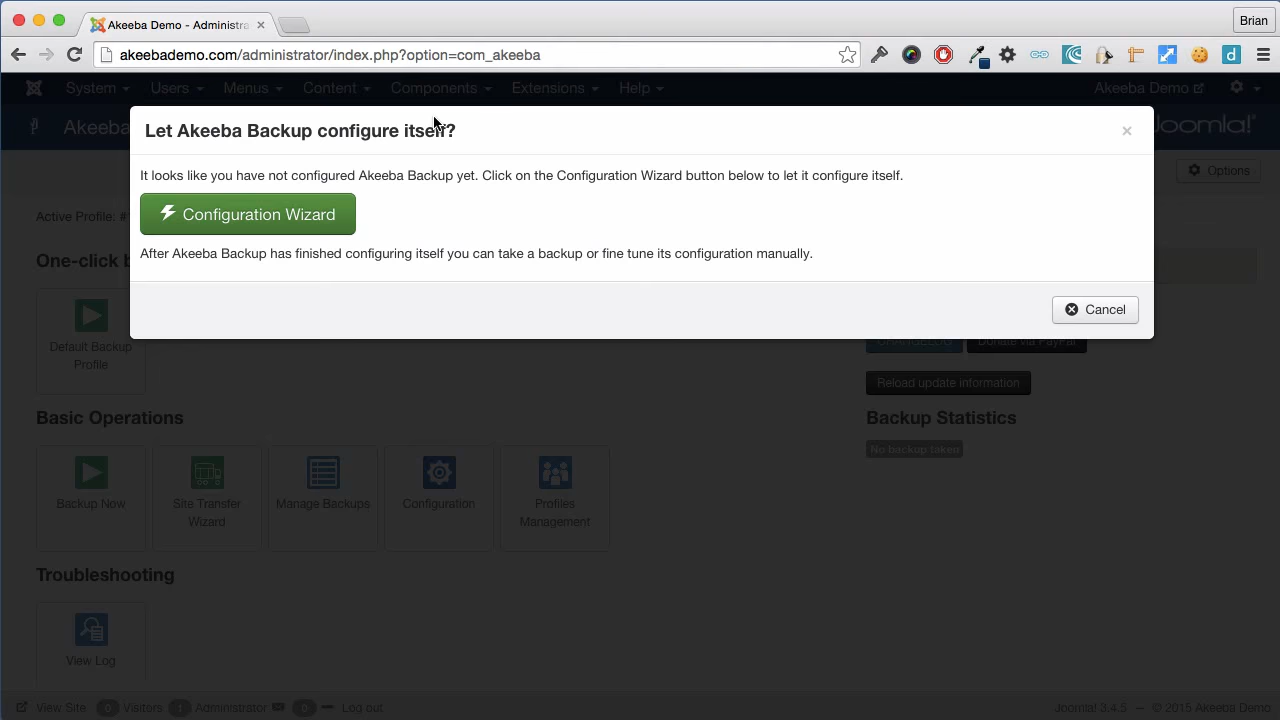 Akeeba Demo - Administra
Brian
akeebademo.com/administrator/index.php?option=com_akeeba
System Users Menus Content Components Extensions Help Akeeba Demo
Akeeba
Joomla!
Let Akeeba Backup configure itself?
×
It looks like you have not configured Akeeba Backup yet. Click on the Configuration Wizard button below to let it configure itself.
Configuration Wizard
After Akeeba Backup has finished configuring itself you can take a backup or fine tune its configuration manually.
Cancel
Options
Active Profile: #
One-click b
Default Backup
Profile
CHANGELOG Donate via PayPal
Reload update information
Basic Operations
Backup Now
Site Transfer
Wizard
Manage Backups
Configuration
Profiles
Management
Backup Statistics
No backup taken
Troubleshooting
View Log
View Site 0 Visitors 1 Administrator 0 Log out
Joomla! 3.4.5 — © 2015 Akeeba Demo